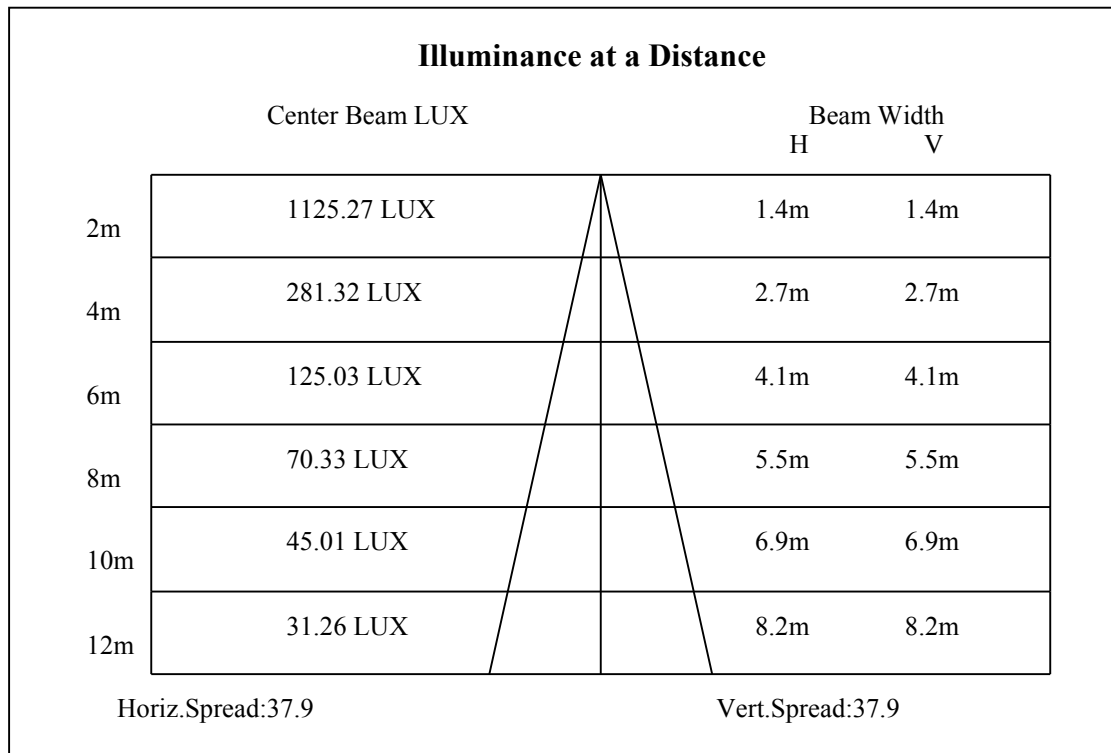 Illuminance at a Distance
Center Beam LUX Beam Width
H V
2m 1125.27 LUX 1.4m 1.4m
4m 281.32 LUX 2.7m 2.7m
6m 125.03 LUX 4.1m 4.1m
8m 70.33 LUX 5.5m 5.5m
10m 45.01 LUX 6.9m 6.9m
12m 31.26 LUX 8.2m 8.2m
Horiz.Spread:37.9 Vert.Spread:37.9